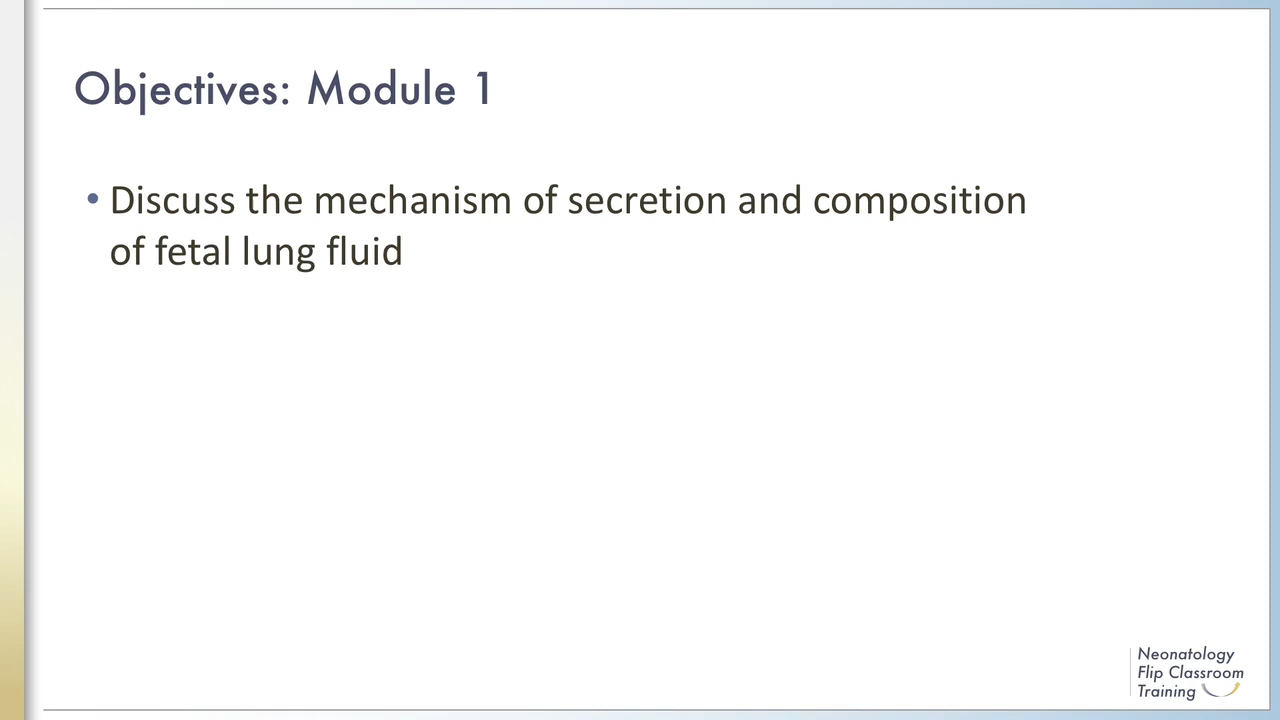 Objectives: Module 1
• Discuss the mechanism of secretion and composition
of fetal lung fluid
Neonatology
Flip Classroom
Training